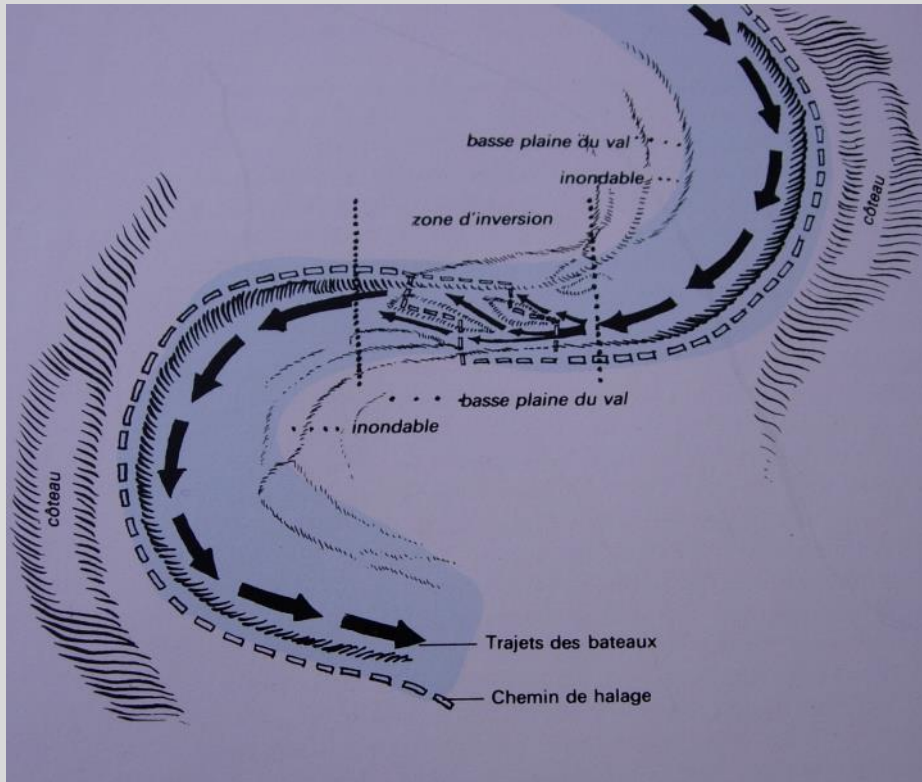 basse plaine du val
inondable
zone d'inversion
côteau
basse plaine du val
inondable
côteau
Trajets des bateaux
Chemin de halage